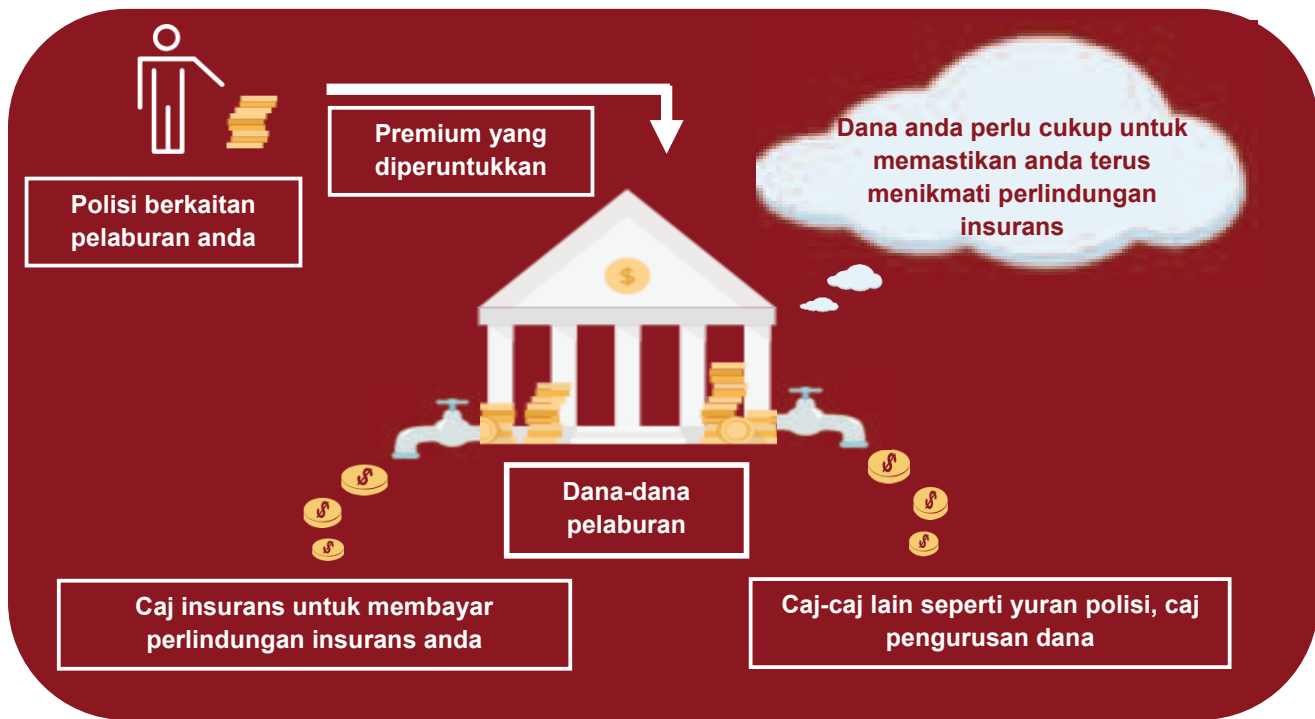 Polisi berkaitan
pelaburan anda
Premium yang
diperuntukkan
Dana anda perlu cukup untuk
memastikan anda terus
menikmati perlindungan
insurans
$
Dana-dana
pelaburan
$
$
$
$
$
$
Caj insurans untuk membayar
perlindungan insurans anda
Caj-caj lain seperti yuran polisi, caj
pengurusan dana